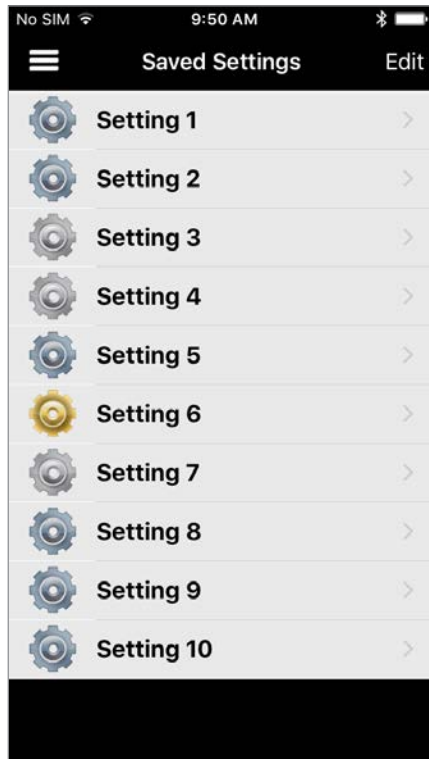 No SIM 9:50 AM
Saved Settings Edit
Setting 1
Setting 2
Setting 3
Setting 4
Setting 5
Setting 6
Setting 7
Setting 8
Setting 9
Setting 10